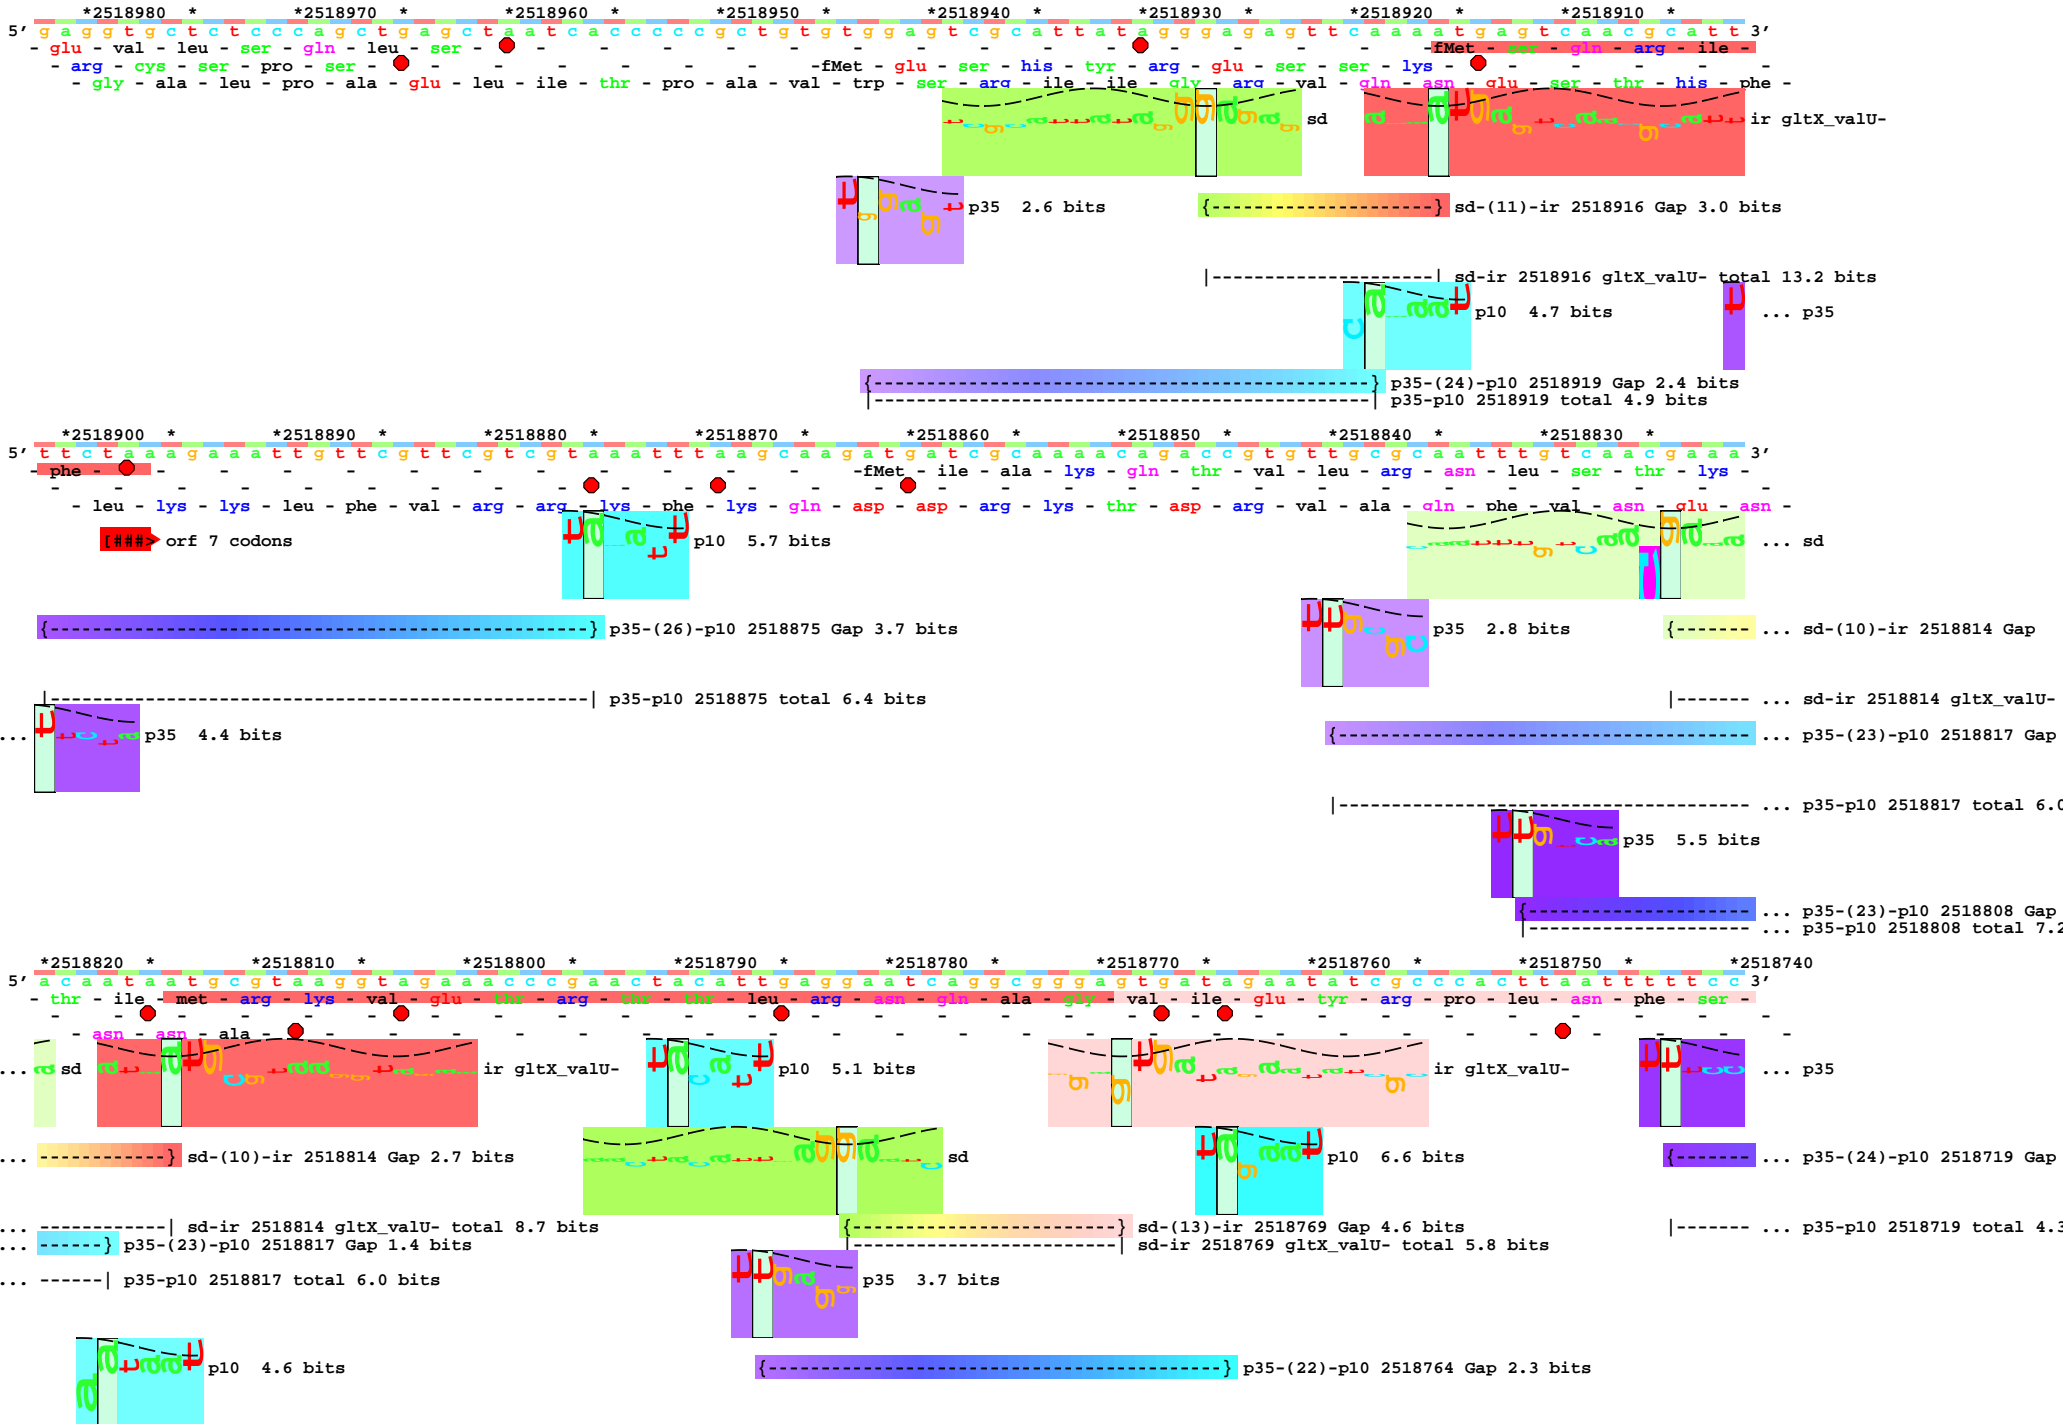 *2518980 * *2518970 * *2518960 * *2518950 * *2518940 * *2518930 * *2518920 * *2518910 *
5' g a g g t g c t c t c c c a g c t g a g c t a a t c a c c c c c g c t g t g t g g a g t c g c a t t a t a g g g a g a g t t c a a a a t g a g t c a a c g c a t t 3'
- glu - val - leu - ser - gln - leu - ser - - - - - - - - - - - - - - - - fMet - ser - gln - arg - ile -
- arg - cys - ser - pro - ser - - - - - - - -fMet - glu - ser - his - tyr - arg - glu - ser - ser - lys - - - - - -
- gly - ala - leu - pro - ala - glu - leu - ile - thr - pro - ala - val - trp - ser - arg - ile - ile - gly - arg - val - gln - asn - glu - ser - thr - his - phe -
t c g c a t t a t a g g g a g a g sd
a a a a t g a g t c a a c g c a t t ir gltX_valU-
t g g a g t p35 2.6 bits
{----------------------} sd-(11)-ir 2518916 Gap 3.0 bits
|----------------------| sd-ir 2518916 gltX_valU- total 13.2 bits
c a a a a t p10 4.7 bits
t ... p35
{------------------------------------------------} p35-(24)-p10 2518919 Gap 2.4 bits
|------------------------------------------------| p35-p10 2518919 total 4.9 bits
*2518900 * *2518890 * *2518880 * *2518870 * *2518860 * *2518850 * *2518840 * *2518830 *
5' t t c t a a a g a a a t t g t t c g t t c g t a a a t t t a a g c a a g a t g a t c g c a a a a c a g a c c g t g t t g c g c a a t t t g t c a a c g a a a 3'
- phe - - - - - - - - - - - - -fMet - ile - ala - lys - gln - thr - val - leu - arg - asn - leu - ser - thr - lys -
- leu - lys - lys - leu - phe - val - arg - arg - lys - phe - lys - gln - asp - asp - arg - lys - thr - asp - arg - val - ala - gln - phe - val - asn - glu - asn -
[###> orf 7 codons
t a a a t t p10 5.7 bits
c a a t t t g t c a a c g a a a ... sd
{----------------------------------------------------} p35-(26)-p10 2518875 Gap 3.7 bits
t t g c g c p35 2.8 bits
{------- ... sd-(10)-ir 2518814 Gap
|----------------------------------------------------| p35-p10 2518875 total 6.4 bits
|------- ... sd-ir 2518814 gltX_valU-
... t t c t a p35 4.4 bits
{--------------------------------------- ... p35-(23)-p10 2518817 Gap
|--------------------------------------- ... p35-p10 2518817 total 6.0
t t g t c a p35 5.5 bits
{--------------------- ... p35-(23)-p10 2518808 Gap
|--------------------- ... p35-p10 2518808 total 7.2
*2518820 * *2518810 * *2518800 * *2518790 * *2518780 * *2518770 * *2518760 * *2518750 * *2518740
5' a c a a t a a t g c g t a a g g t a g a a c c c g a a c t a c a t t g a g g a a t c a g g c g g g a g t g a t a g a a t a t c g c c c a c t t a a t t t t t c c 3'
- thr - ile - met - arg - lys - val - glu - thr - arg - thr - thr - leu - arg - asn - gln - ala - gly - val - ile - glu - tyr - arg - pro - leu - asn - phe - ser -
- asn - asn - ala - - - - - - - - - - - - - - - - - - - - - - -
... a sd
a t a a t g c g t a a g g t a g a a ir gltX_valU-
t a c a t t p10 5.1 bits
g g a g t g a t a g a a t a t c g c ir gltX_valU-
t t t c c ... p35
... -------------} sd-(10)-ir 2518814 Gap 2.7 bits
a a c t a c a t t g a g g a a t c sd
t a g a a t p10 6.6 bits
{------- ... p35-(24)-p10 2518719 Gap
... ------------| sd-ir 2518814 gltX_valU- total 8.7 bits
{--------------------------} sd-(13)-ir 2518769 Gap 4.6 bits
|------- ... p35-p10 2518719 total 4.3
... ------} p35-(23)-p10 2518817 Gap 1.4 bits
|--------------------------| sd-ir 2518769 gltX_valU- total 5.8 bits
... ------| p35-p10 2518817 total 6.0 bits
t t g a g g p35 3.7 bits
a a t a a t p10 4.6 bits
{--------------------------------------------} p35-(22)-p10 2518764 Gap 2.3 bits